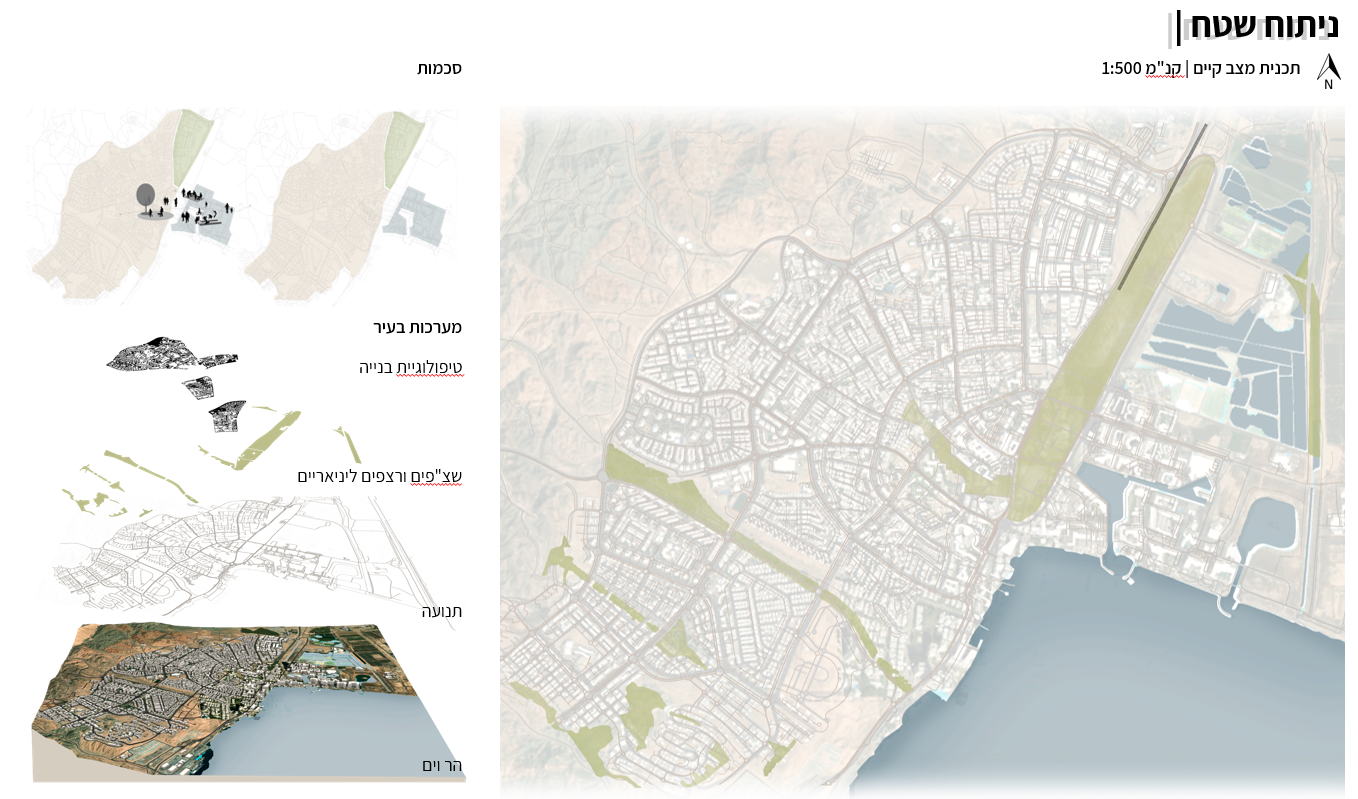 ניתוח שטח|
תכנית מצב קיים | קנ"מ 1:500
N
סכמות
מערכות בעיר
טיפולוגיית בנייה
שצ"פים ורצפים ליניאריים
תנועה
הר וים